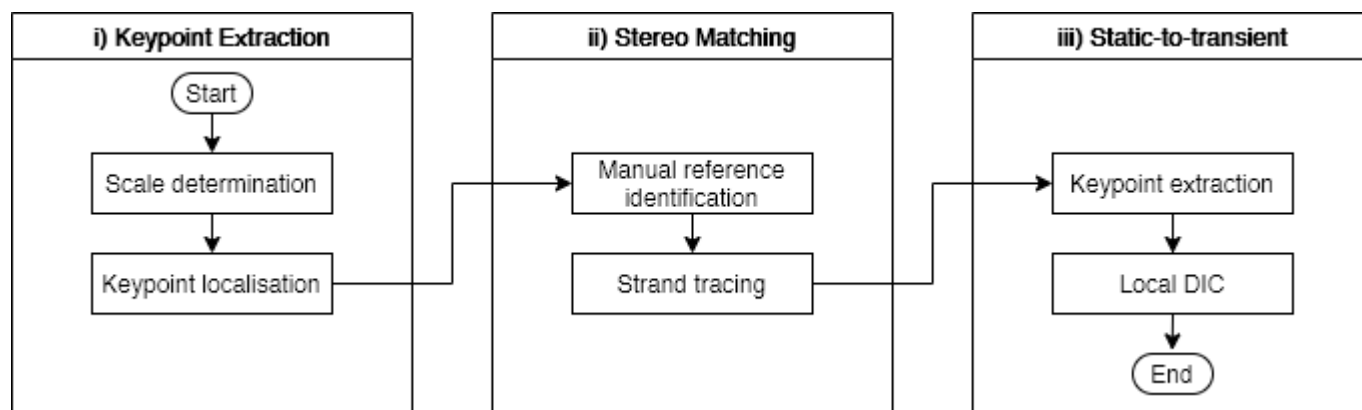 i) Keypoint Extraction
Start
Scale determination
Keypoint localisation
ii) Stereo Matching
Manual reference
identification
Strand tracing
iii) Static-to-transient
Keypoint extraction
Local DIC
End